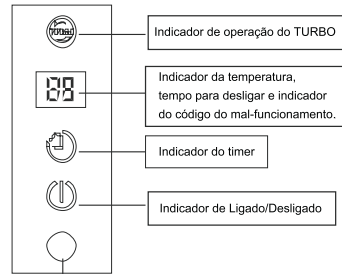 TURBO
Indicador de operação do TURBO
88
Indicador da temperatura,
tempo para desligar e indicador
do código do mal-funcionamento.
Indicador do timer
Indicador de Ligado/Desligado